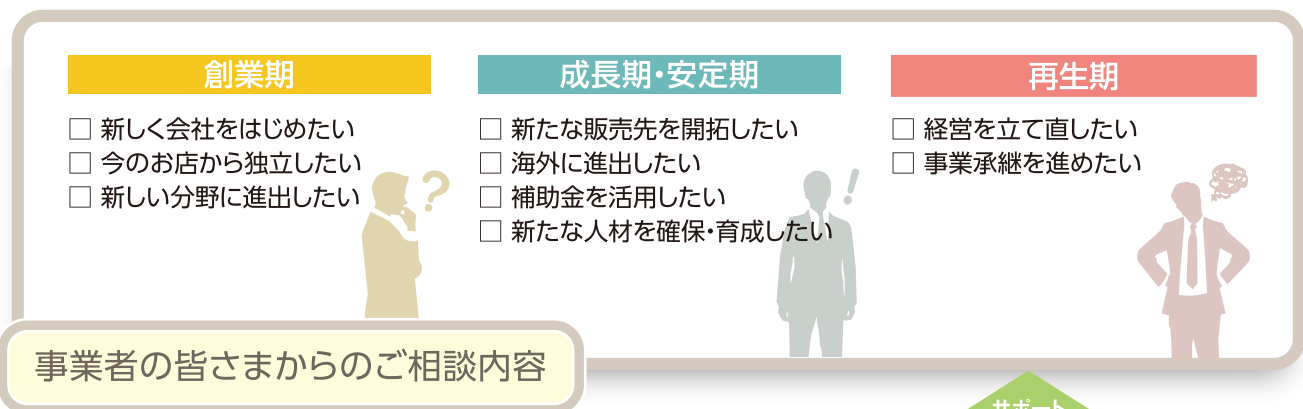 創業期
□ 新しく会社をはじめたい
□ 今のお店から独立したい
□ 新しい分野に進出したい
成長期・安定期
□ 新たな販売先を開拓したい
□ 海外に進出したい
□ 補助金を活用したい
□ 新たな人材を確保・育成したい
再生期
□ 経営を立て直したい
□ 事業承継を進めたい
事業者の皆さまからのご相談内容
サポート